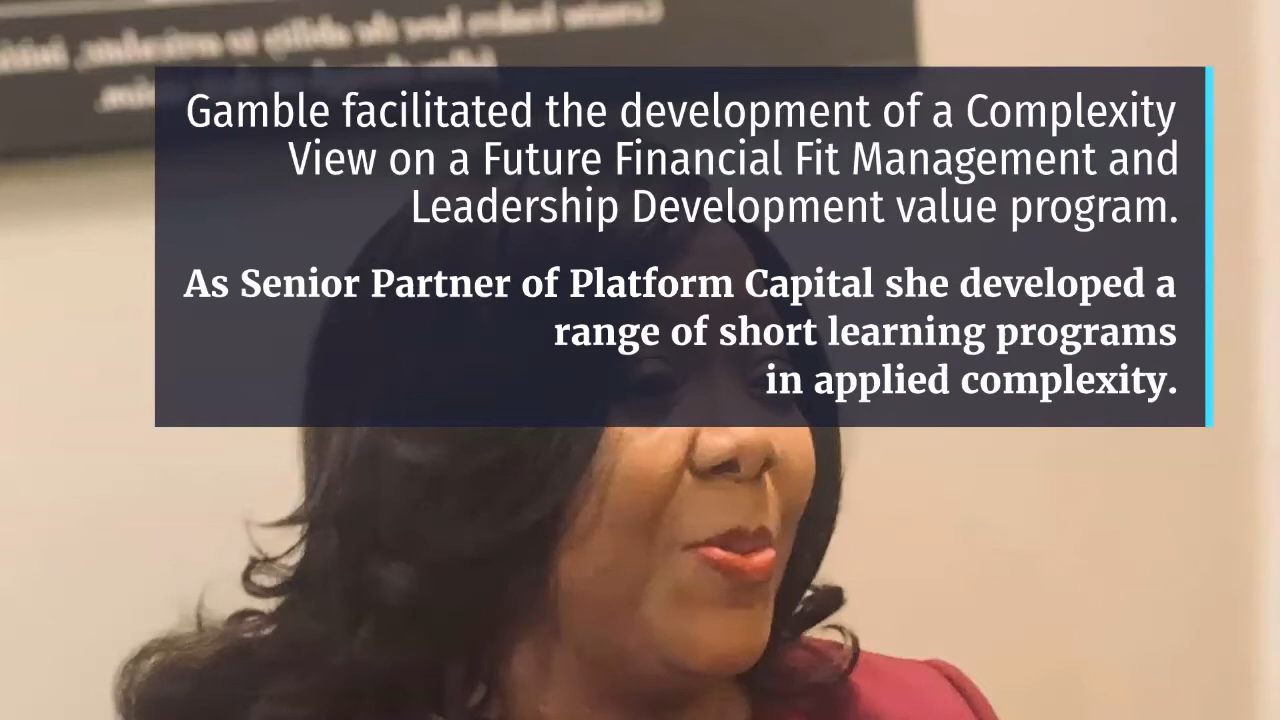 Gamble facilitated the development of a Complexity
View on a Future Financial Fit Management and
Leadership Development value program.
As Senior Partner of Platform Capital she developed a
range of short learning programs
in applied complexity.